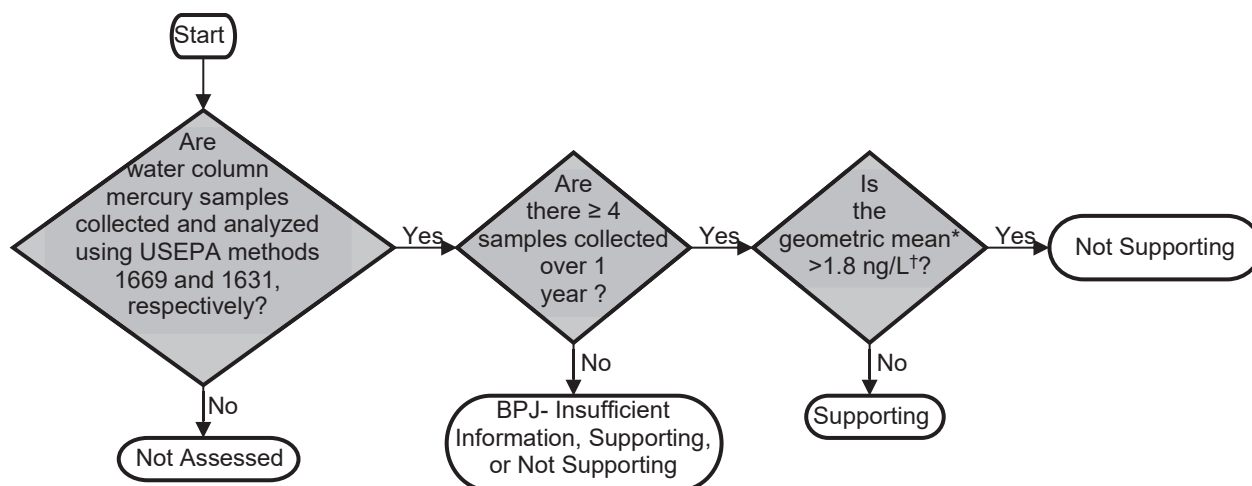 Start
Are
water column
mercury samples
collected and analyzed
using USEPA methods
1669 and 1631,
respectively?
Yes
No
Not Assessed
Are
there ≥ 4
samples collected
over 1
year ?
Yes
No
BPJ- Insufficient
Information, Supporting,
or Not Supporting
Is
the
geometric mean*
>1.8 ng/L†?
Yes
No
Supporting
Not Supporting